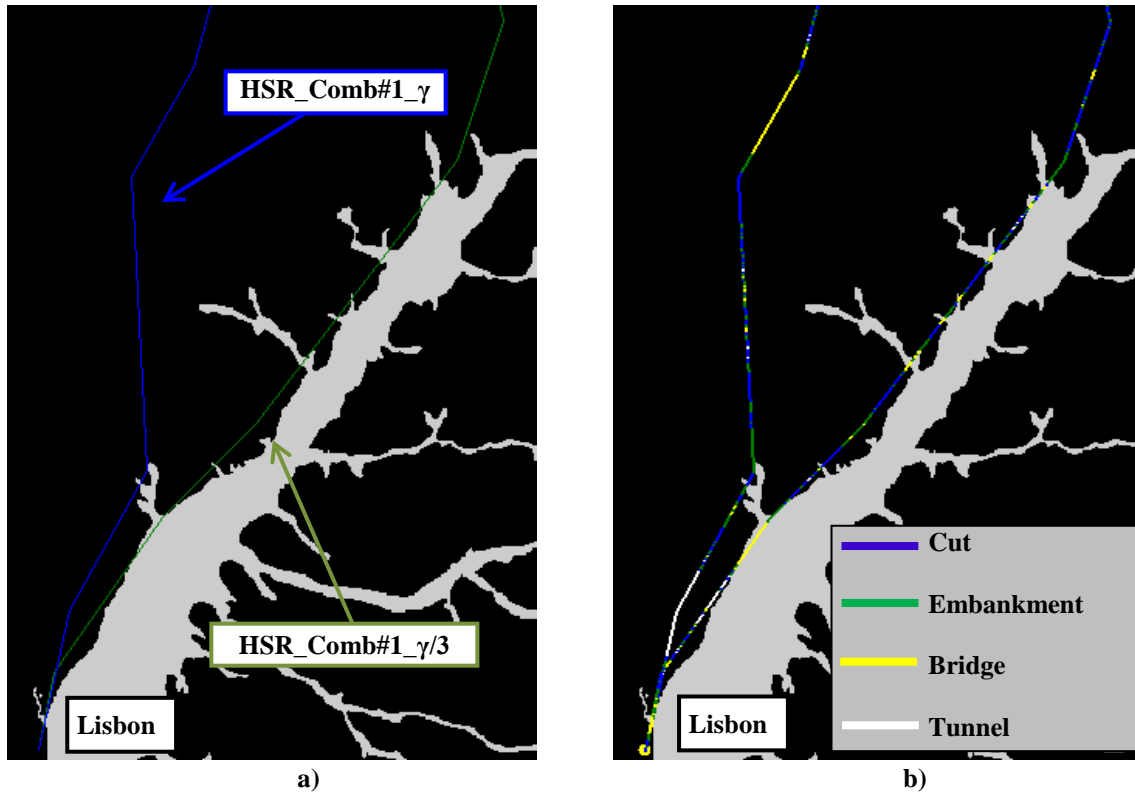 HSR_Comb#1_γ
HSR_Comb#1_γ/3
Lisbon
a)
Cut
Embankment
Bridge
Tunnel
Lisbon
b)